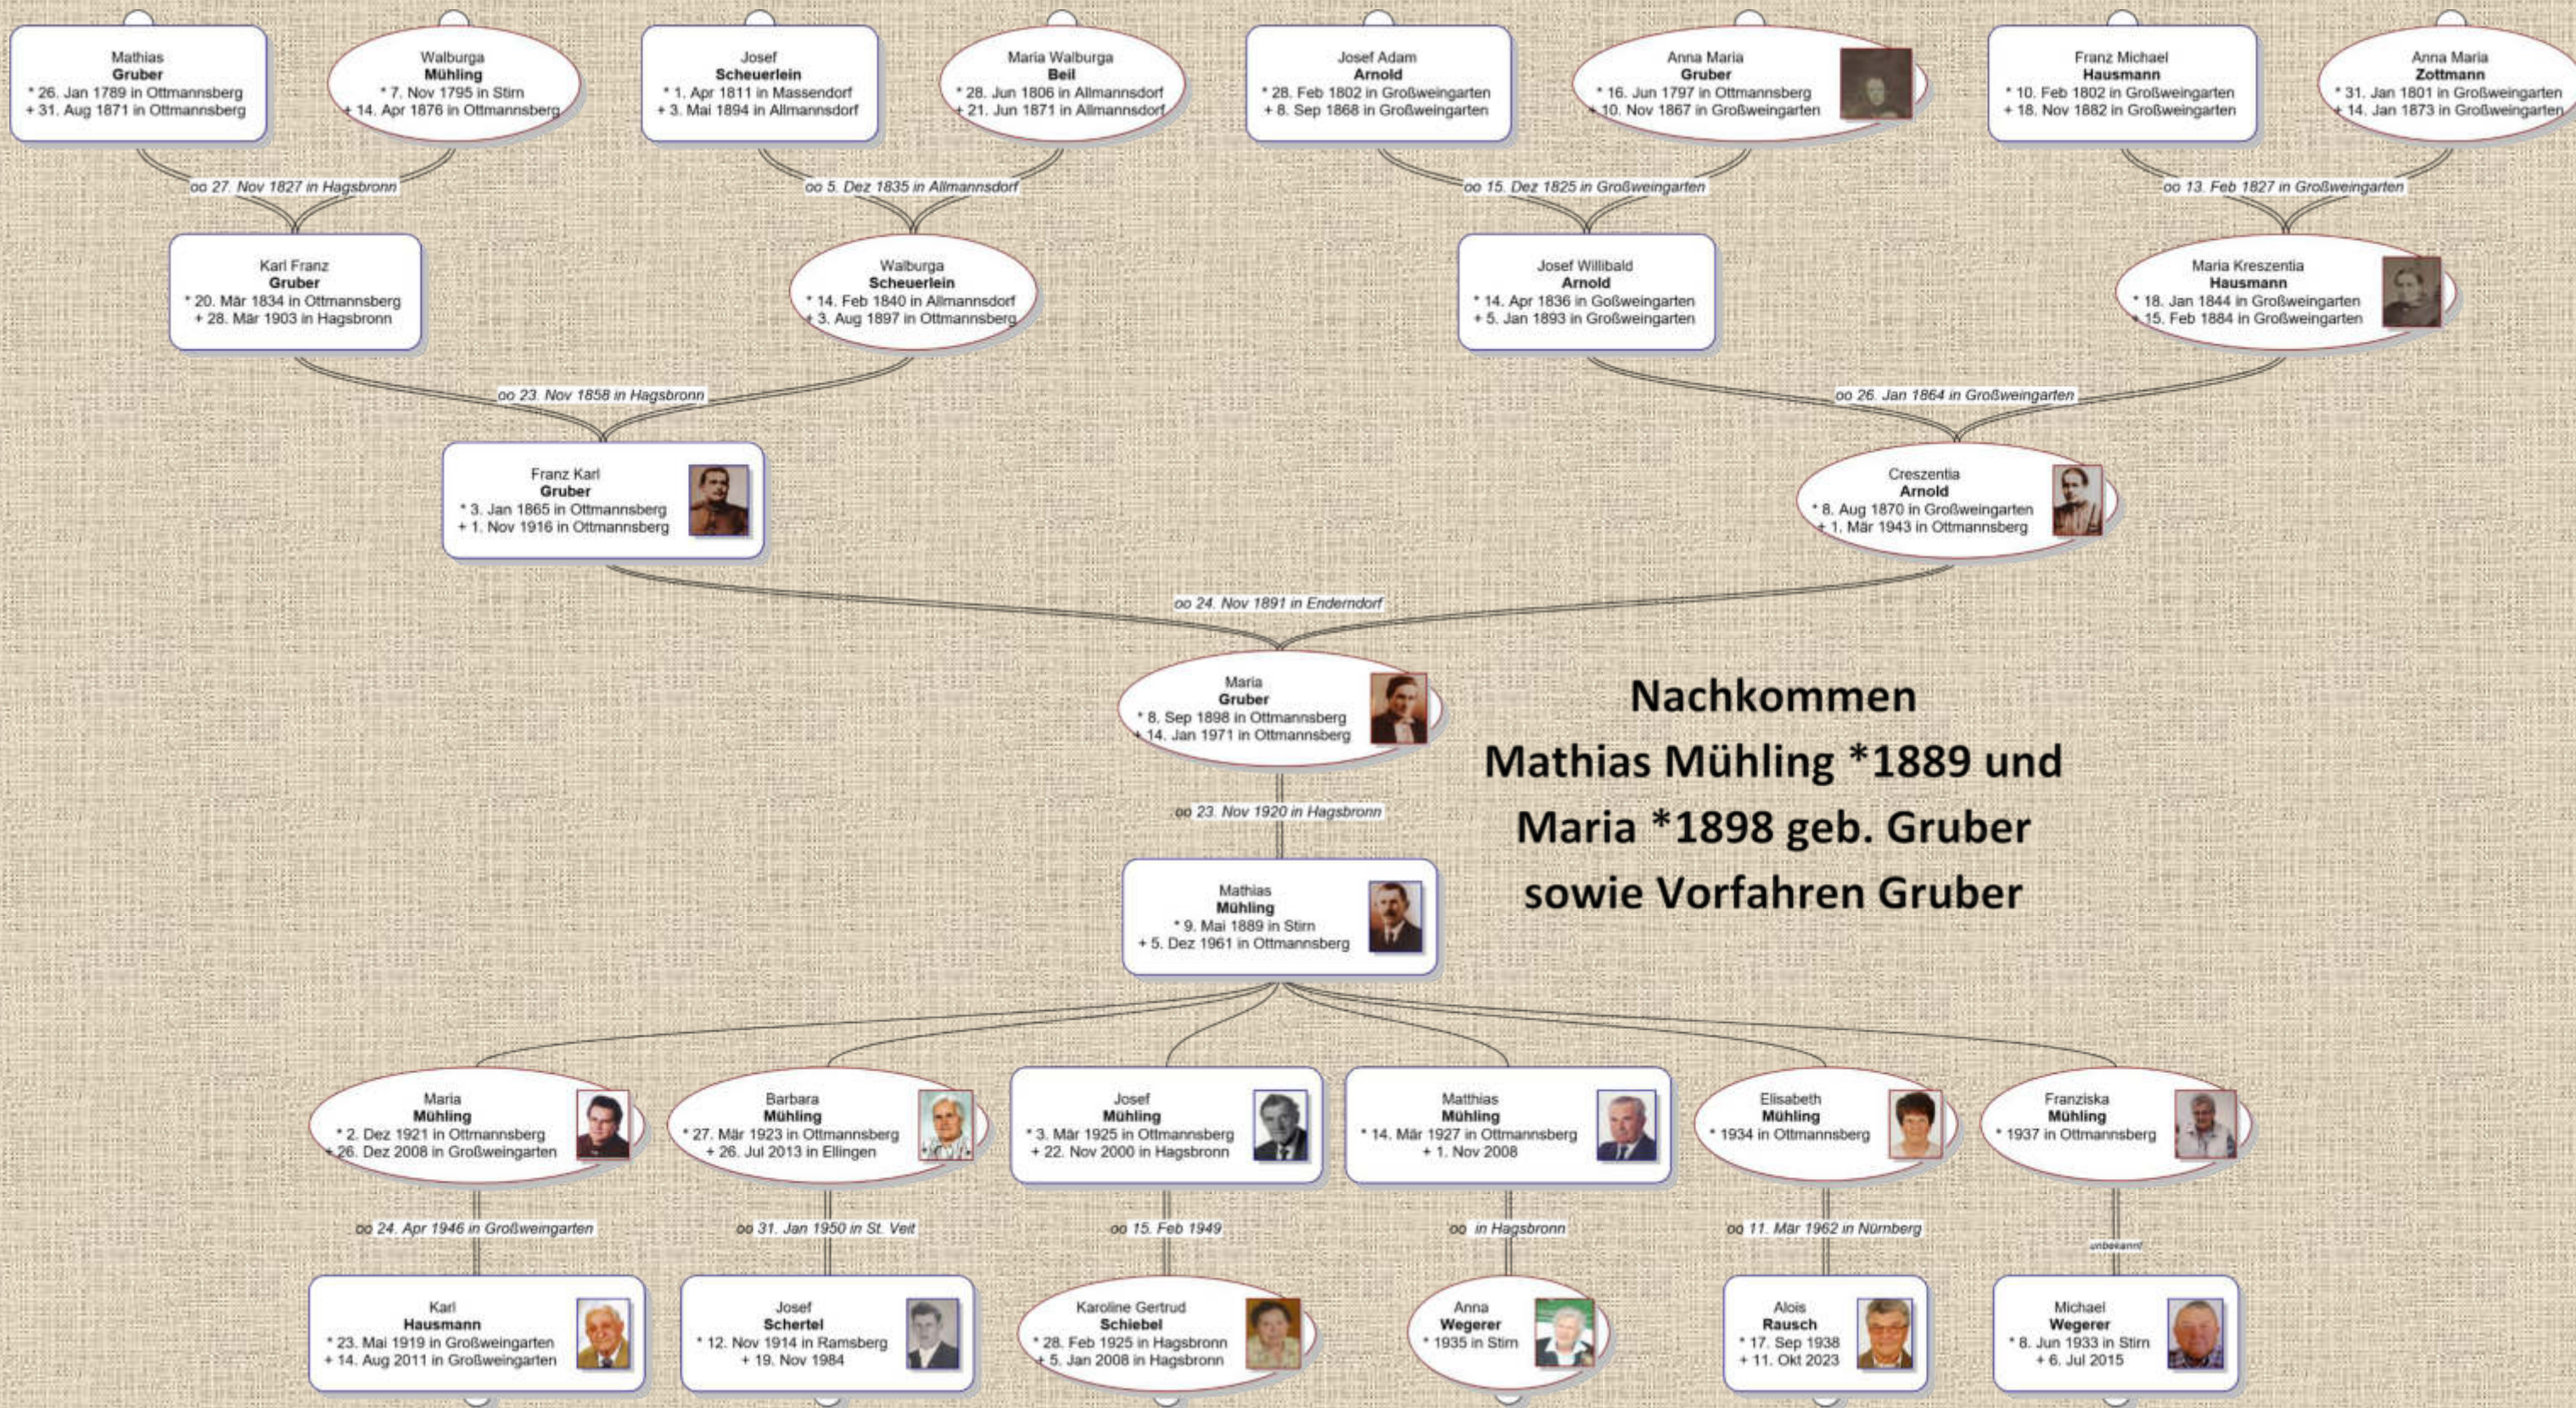 Mathias
Gruber
* 26. Jan 1789 in Ottmannsberg
+ 31. Aug 1871 in Ottmannsberg
Walburga
Mühling
* 7. Nov 1795 in Stirn
+ 14. Apr 1876 in Ottmannsberg
Josef
Scheuerlein
* 1. Apr 1811 in Massendorf
+ 3. Mai 1894 in Allmannsdorf
Maria Walburga
Beil
* 28. Jun 1806 in Allmannsdorf
+ 21. Jun 1871 in Allmannsdorf
Josef Adam
Arnold
* 28. Feb 1802 in Großweingarten
+ 8. Sep 1868 in Großweingarten
Anna Maria
Gruber
* 16. Jun 1797 in Ottmannsberg
+ 10. Nov 1867 in Großweingarten
Franz Michael
Hausmann
* 10. Feb 1802 in Großweingarten
+ 18. Nov 1882 in Großweingarten
Anna Maria
Zottmann
* 31. Jan 1801 in Großweingarten
+ 14. Jan 1873 in Großweingarten
oo 27. Nov 1827 in Hagsbronn
oo 5. Dez 1835 in Allmannsdorf
oo 15. Dez 1825 in Großweingarten
oo 13. Feb 1827 in Großweingarten
Karl Franz
Gruber
* 20. Mär 1834 in Ottmannsberg
+ 28. Mär 1903 in Hagsbronn
Walburga
Scheuerlein
* 14. Feb 1840 in Allmannsdorf
+ 3. Aug 1897 in Ottmannsberg
Josef Willibald
Arnold
* 14. Apr 1836 in Goßweingarten
+ 5. Jan 1893 in Großweingarten
Maria Kreszentia
Hausmann
* 18. Jan 1844 in Großweingarten
+ 15. Feb 1884 in Großweingarten
oo 23. Nov 1858 in Hagsbronn
oo 26. Jan 1864 in Großweingarten
Franz Karl
Gruber
* 3. Jan 1865 in Ottmannsberg
+ 1. Nov 1916 in Ottmannsberg
Creszentia
Arnold
* 8. Aug 1870 in Großweingarten
+ 1. Mär 1943 in Ottmannsberg
oo 24. Nov 1891 in Enderndorf
Maria
Gruber
* 8. Sep 1898 in Ottmannsberg
+ 14. Jan 1971 in Ottmannsberg
Nachkommen
Mathias Mühling *1889 und
Maria *1898 geb. Gruber
sowie Vorfahren Gruber
oo 23. Nov 1920 in Hagsbronn
Mathias
Mühling
* 9. Mai 1889 in Stirn
+ 5. Dez 1961 in Ottmannsberg
Maria
Mühling
* 2. Dez 1921 in Ottmannsberg
+ 26. Dez 2008 in Großweingarten
Barbara
Mühling
* 27. Mär 1923 in Ottmannsberg
+ 26. Jul 2013 in Ellingen
Josef
Mühling
* 3. Mär 1925 in Ottmannsberg
+ 22. Nov 2000 in Hagsbronn
Matthias
Mühling
* 14. Mär 1927 in Ottmannsberg
+ 1. Nov 2008
Elisabeth
Mühling
* 1934 in Ottmannsberg
Franziska
Mühling
* 1937 in Ottmannsberg
oo 24. Apr 1946 in Großweingarten
oo 31. Jan 1950 in St. Veit
oo 15. Feb 1949
oo in Hagsbronn
oo 11. Mär 1962 in Nürnberg
unbekannt
Karl
Hausmann
* 23. Mai 1919 in Großweingarten
+ 14. Aug 2011 in Großweingarten
Josef
Schertel
* 12. Nov 1914 in Ramsberg
+ 19. Nov 1984
Karoline Gertrud
Schiebel
* 28. Feb 1925 in Hagsbronn
+ 5. Jan 2008 in Hagsbronn
Anna
Wegerer
* 1935 in Stirn
Alois
Rausch
* 17. Sep 1938
+ 11. Okt 2023
Michael
Wegerer
* 8. Jun 1933 in Stirn
+ 6. Jul 2015